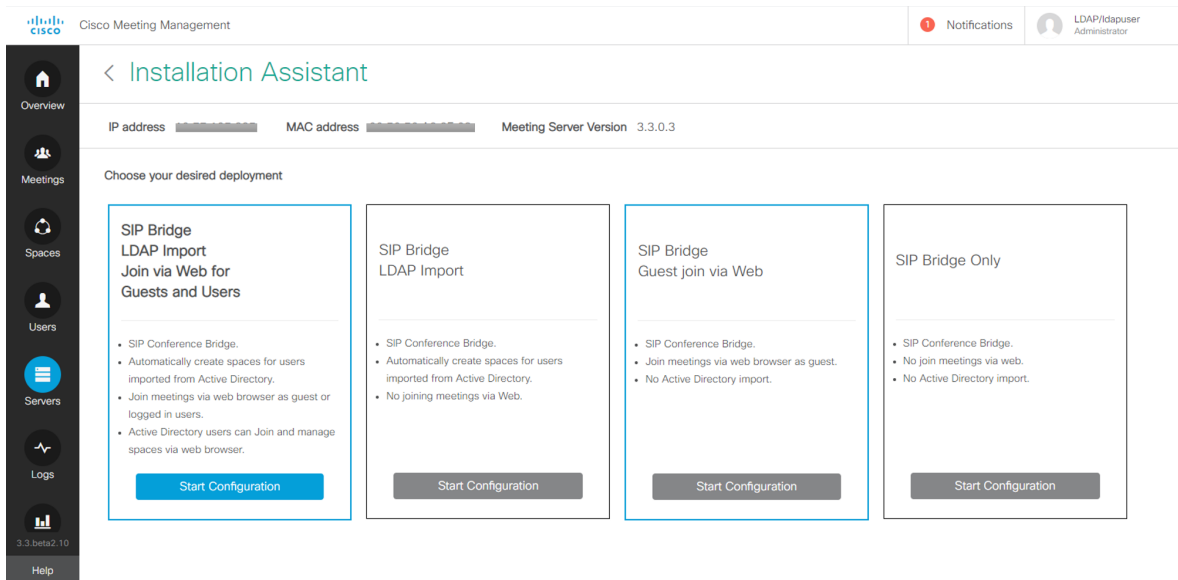 CISCO
Cisco Meeting Management
1 Notifications
LDAP/ldapuser
Administrator
Overview
Meetings
Spaces
Users
Servers
Logs
3.3.beta2.10
Help
< Installation Assistant
IP address MAC address Meeting Server Version 3.3.0.3
Choose your desired deployment
SIP Bridge
LDAP Import
Join via Web for
Guests and Users
• SIP Conference Bridge.
• Automatically create spaces for users
imported from Active Directory.
• Join meetings via web browser as guest or
logged in users.
• Active Directory users can Join and manage
spaces via web browser.
Start Configuration
SIP Bridge
LDAP Import
• SIP Conference Bridge.
• Automatically create spaces for users
imported from Active Directory.
• No joining meetings via Web.
Start Configuration
SIP Bridge
Guest join via Web
• SIP Conference Bridge.
• Join meetings via web browser as guest.
• No Active Directory import.
Start Configuration
SIP Bridge Only
• SIP Conference Bridge.
• No join meetings via web.
• No Active Directory import.
Start Configuration